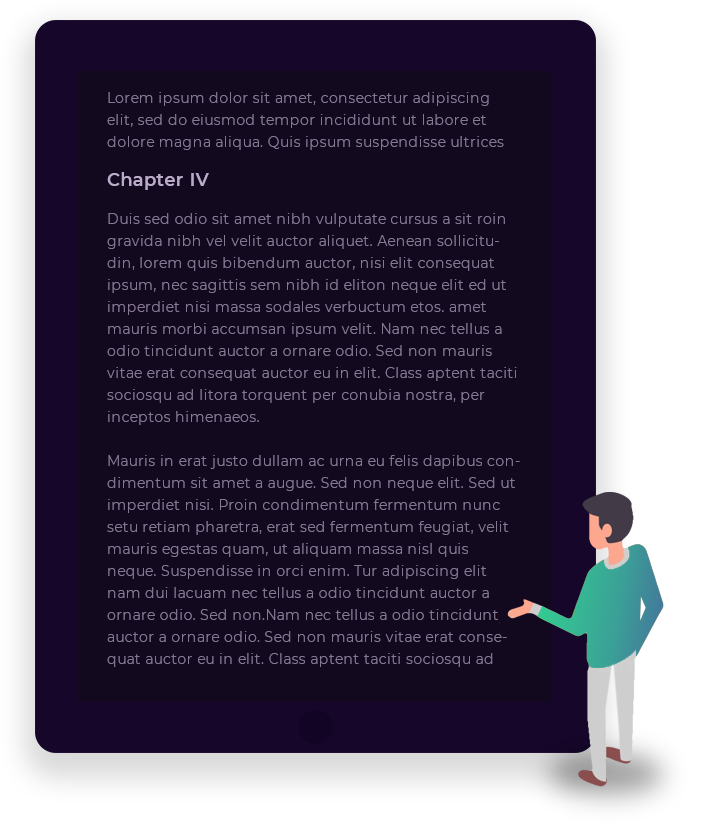 Lorem ipsum dolor sit amet, consectetur adipiscing
elit, sed do eiusmod tempor incididunt ut labore et
dolore magna aliqua. Quis ipsum suspendisse ultrices
Chapter IV
Duis sed odio sit amet nibh vulputate cursus a sit roin
gravida nibh vel velit auctor aliquet. Aenean sollicitu-
din, lorem quis bibendum auctor, nisi elit consequat
ipsum, nec sagittis sem nibh id eliton neque elit ed ut
imperdiet nisi massa sodales verbuctum etos. amet
mauris morbi accumsan ipsum velit. Nam nec tellus a
odio tincidunt auctor a ornare odio. Sed non mauris
vitae erat consequat auctor eu in elit. Class aptent taciti
sociosqu ad litora torquent per conubia nostra, per
inceptos himenaeos.
Mauris in erat justo dullam ac urna eu felis dapibus con-
dimentum sit amet a augue. Sed non neque elit. Sed ut
imperdiet nisi. Proin condimentum fermentum nunc
setu retiam pharetra, erat sed fermentum feugiat, velit
mauris egestas quam, ut aliquam massa nisl quis
neque. Suspendisse in orci enim. Tur adipiscing elit
nam dui lacuam nec tellus a odio tincidunt auctor a
ornare odio. Sed non.Nam nec tellus a odio tincidunt
auctor a ornare odio. Sed non mauris vitae erat conse-
quat auctor eu in elit. Class aptent taciti sociosqu ad